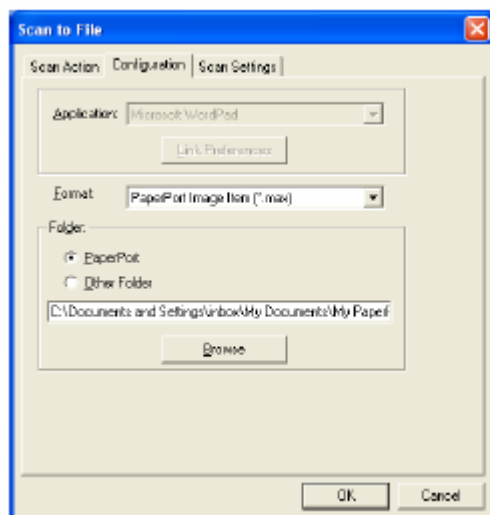 Scan to File
Scan Action Configuration Scan Settings
Application: Microsoft WordPad
Link Preferences
Format PaperPort Image Item (*.max)
Folder:
PaperPort
Other Folder
C:\Documents and Settings\inbox\My Documents\My PaperP
Browse
OK Cancel